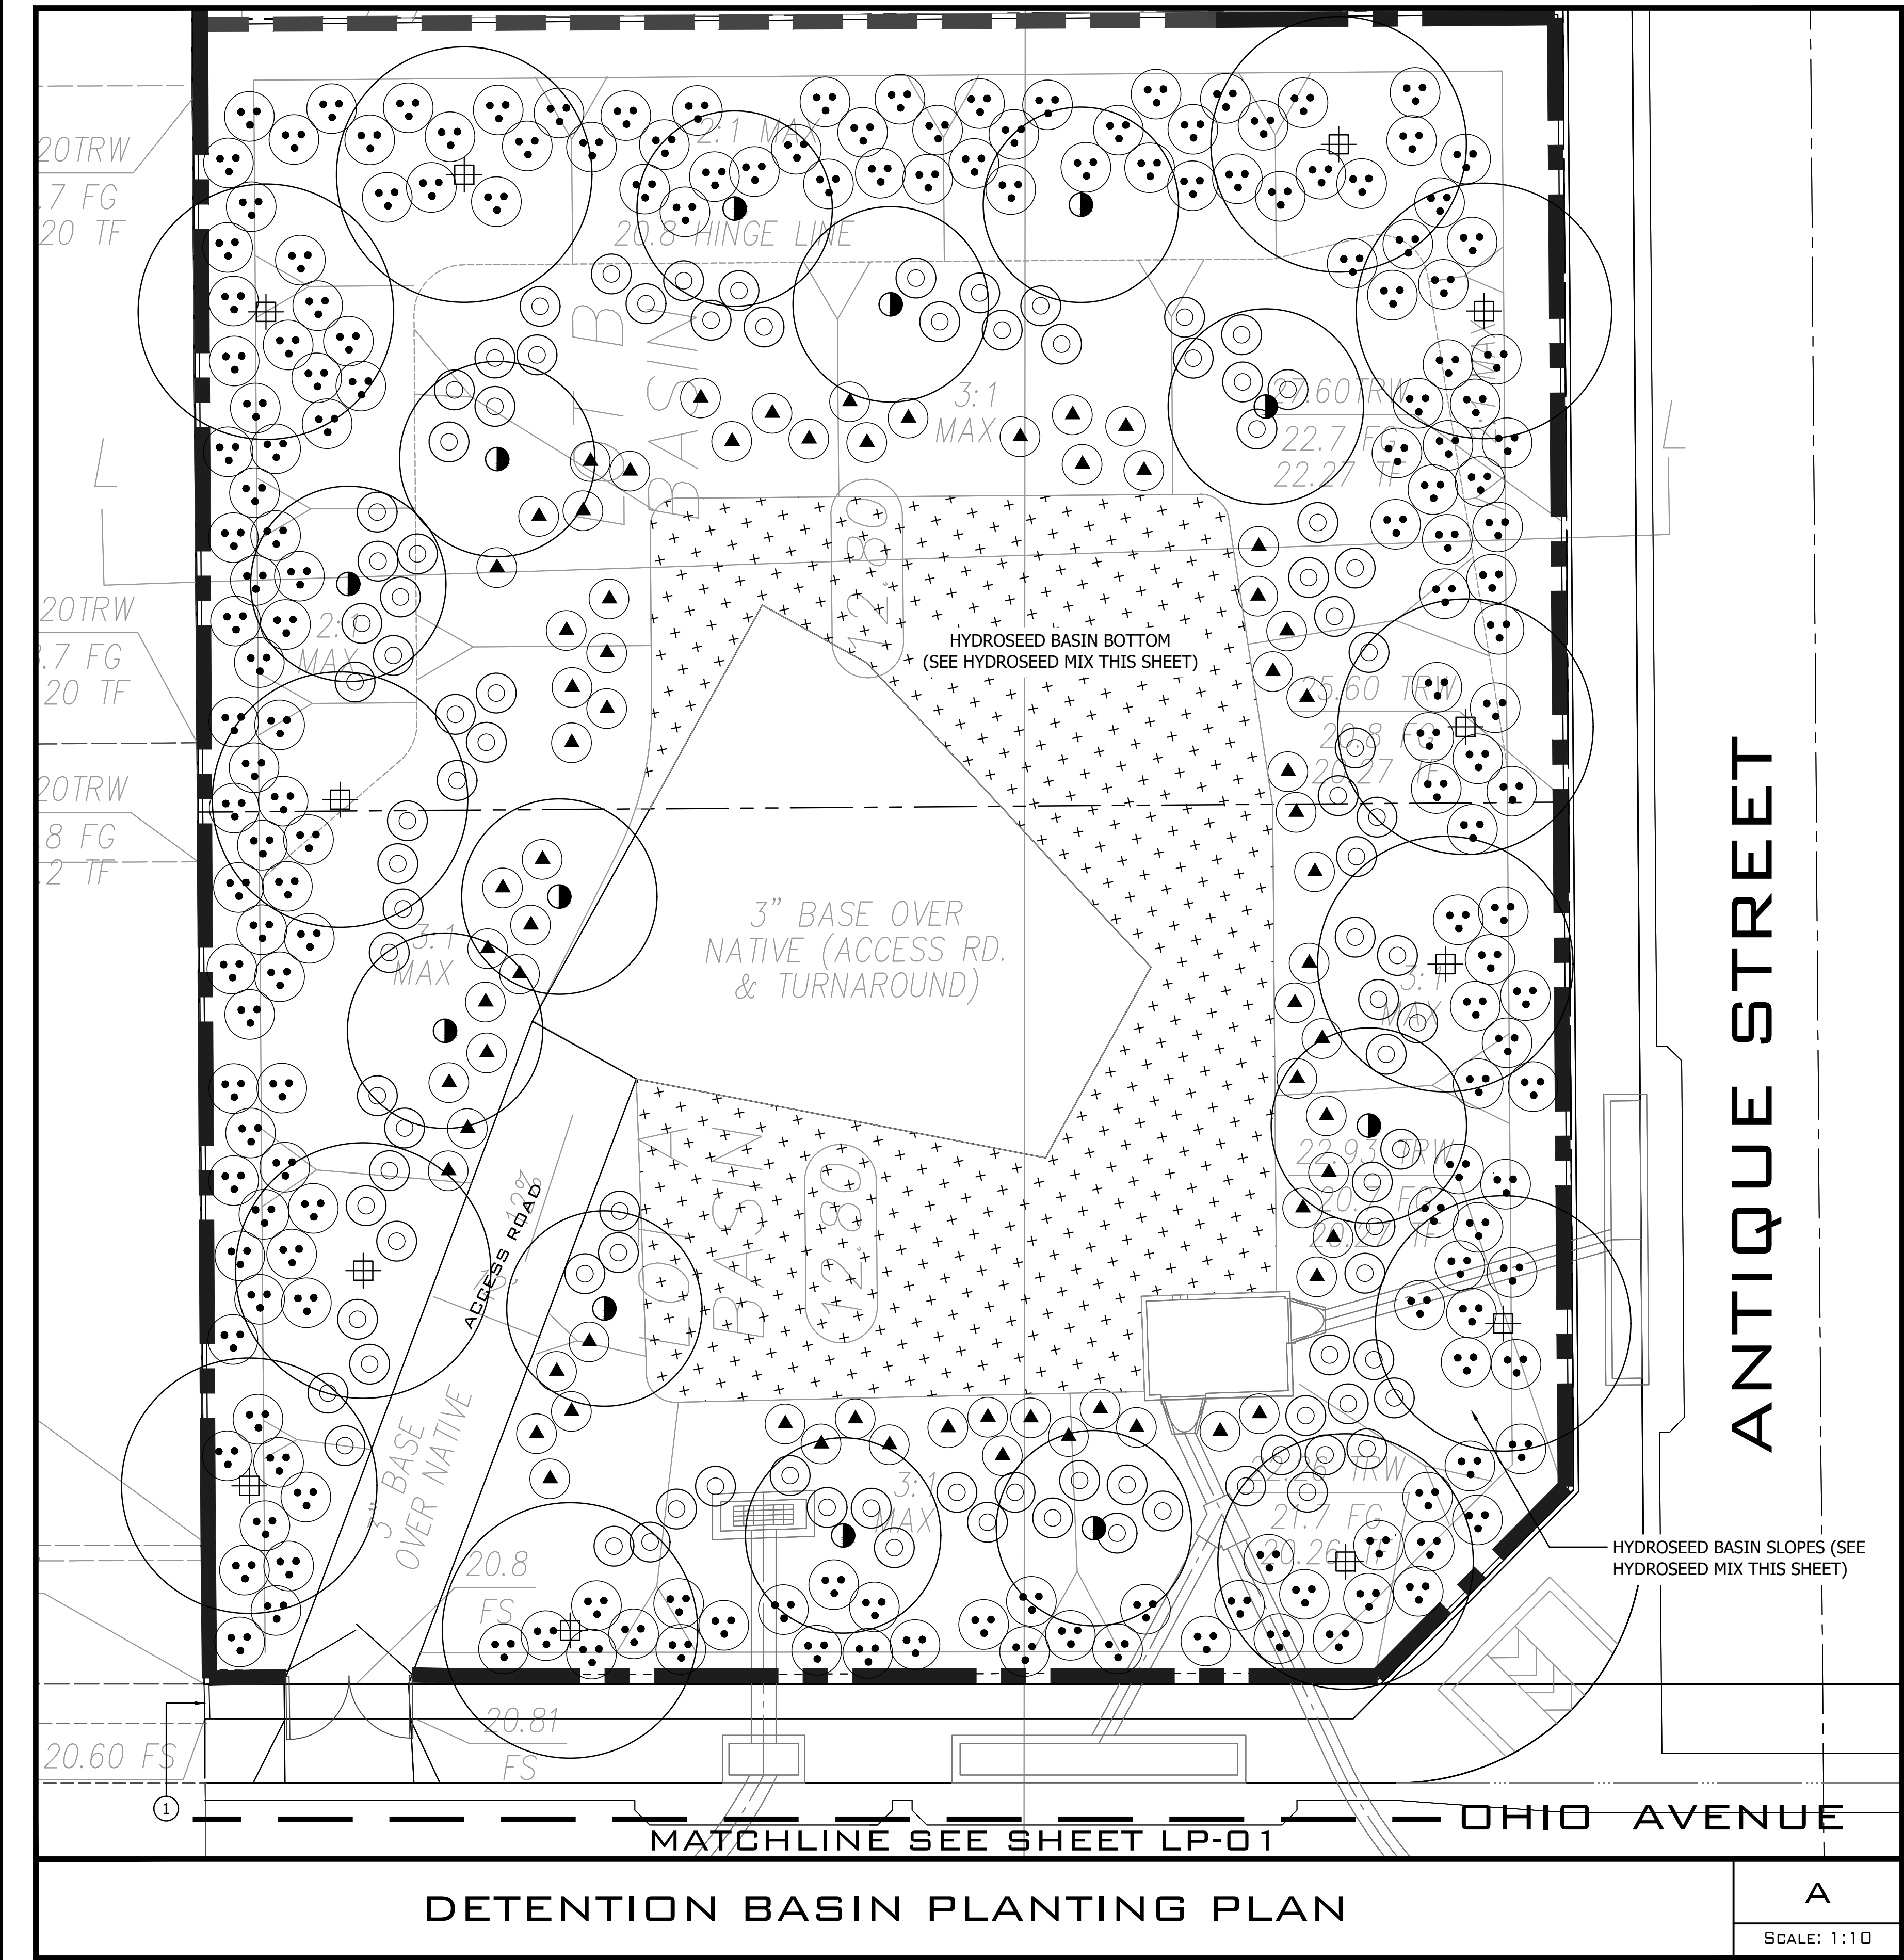 2:1 MAX
20TRW
.7 FG
20 TF
20.8 HINGE LINE
BASIN
3:1
MAX
27.60TRW
22.7 FG
22.27 TF
L
L
12.80
20TRW
.7 FG
20 TF
2:1
MAX
HYDROSEED BASIN BOTTOM
(SEE HYDROSEED MIX THIS SHEET)
25.60 TRW
20.8 FG
20.27 TF
20TRW
.8 FG
.2 TF
3" BASE OVER
NATIVE (ACCESS RD.
& TURNAROUND)
3:1
MAX
3:1
MAX
ANTIQUE STREET
22.93 TRW
20.7 FG
12%
ACCESS ROAD
BASIN
12.80
3" BASE
OVER NATIVE
3:1
MAX
22.26 TRW
21.7 FG
20.26 TF
HYDROSEED BASIN SLOPES (SEE
HYDROSEED MIX THIS SHEET)
20.8
FS
20.81
FS
20.60 FS
1
OHIO AVENUE
MATCHLINE SEE SHEET LP-01
DETENTION BASIN PLANTING PLAN
A
SCALE: 1:10